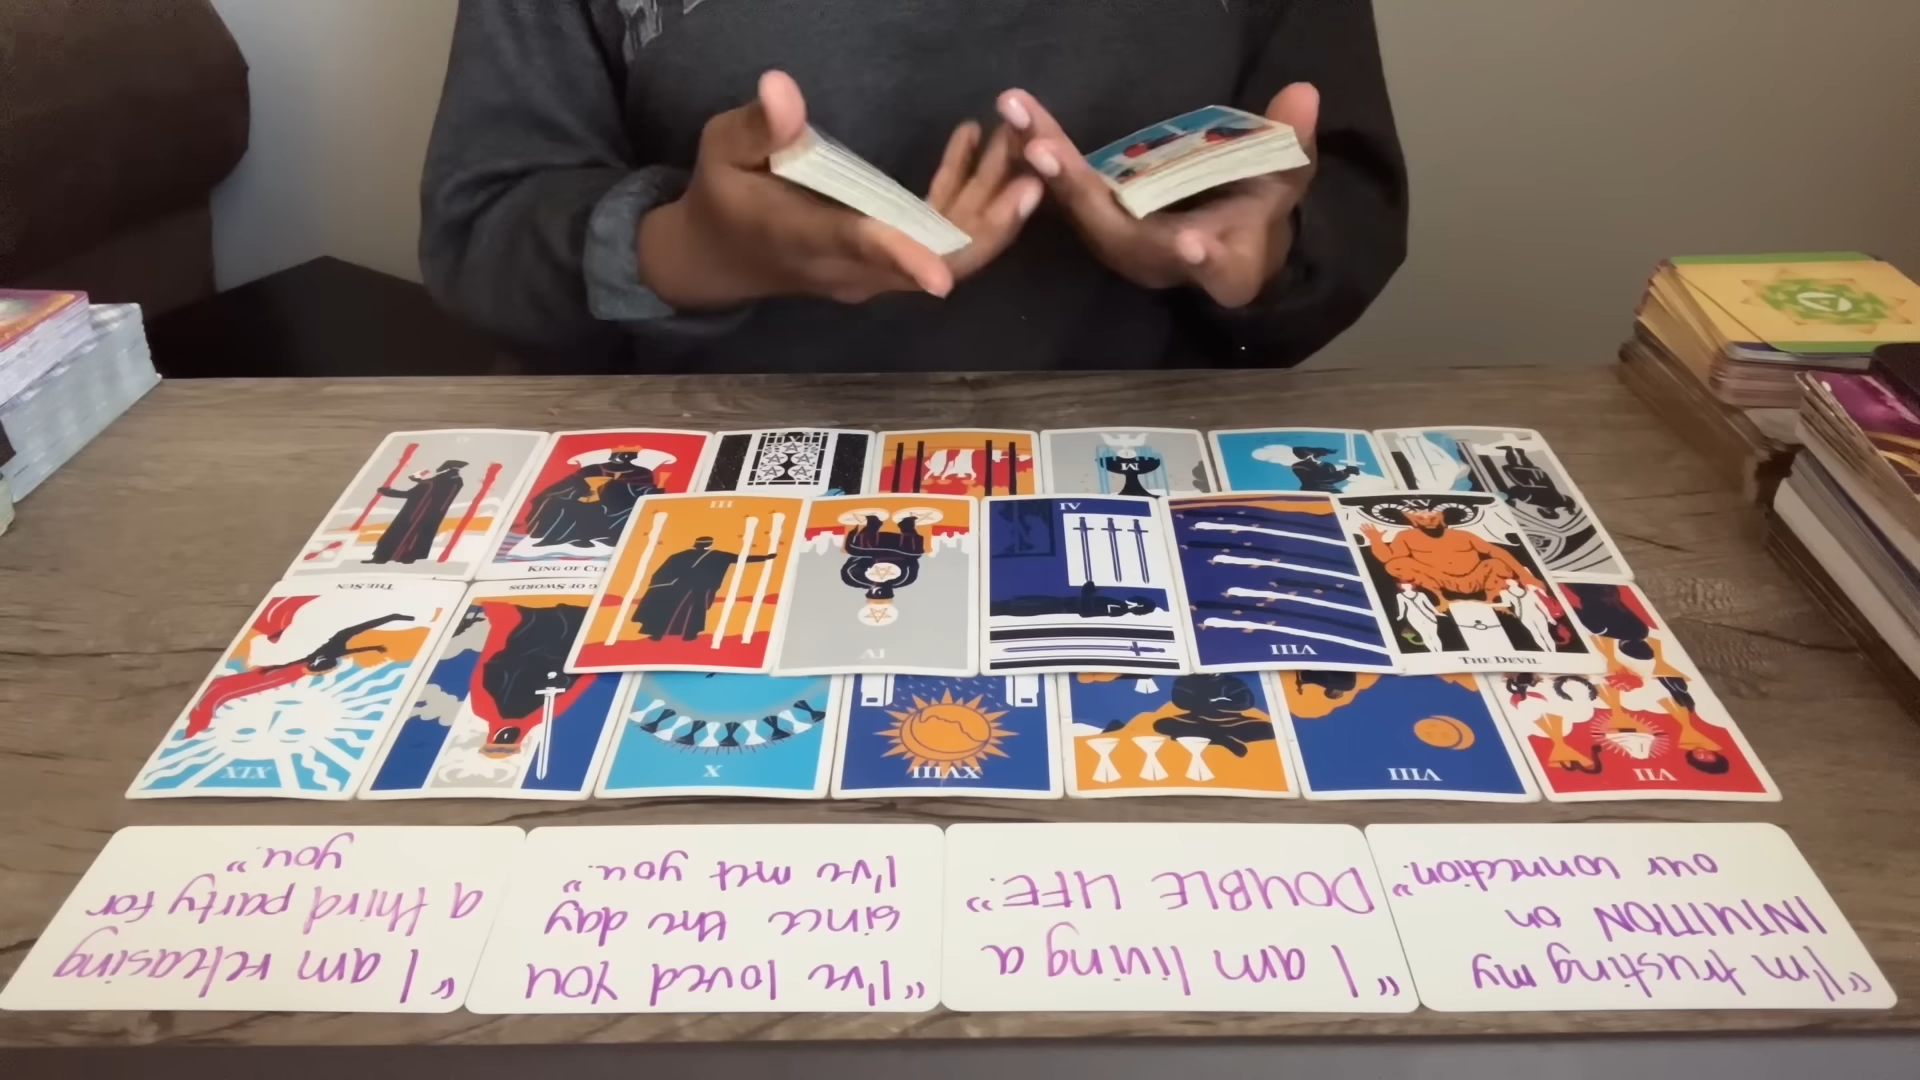 KING OF CU
THE SUN
OF SWORDS
III
VI
IV
VIII
XV
THE DEVIL
XIX
X
XVIII
VIII
VII
"I am releasing
a third party for
you."
"I've loved you
since the day
I've met you."
"I am living a
DOUBLE LIFE."
"I'm trusting my
INTUITION on
our connection."